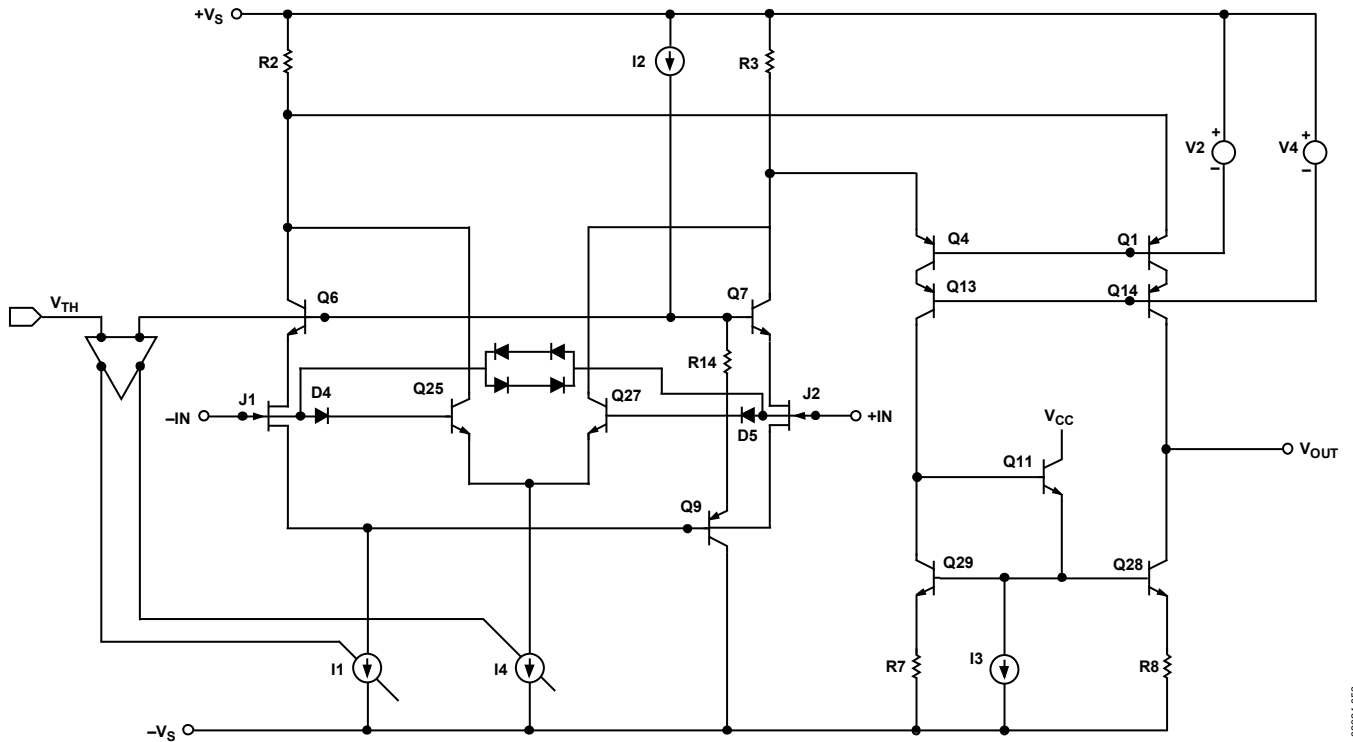 +VS
R2
I2
R3
V2
+
–
V4
+
–
Q4
Q1
Q13
Q14
VTH
Q6
Q7
R14
J1
D4
Q25
Q27
D5
J2
–IN
+IN
VCC
Q11
VOUT
Q9
Q29
Q28
I1
I4
R7
I3
R8
–VS